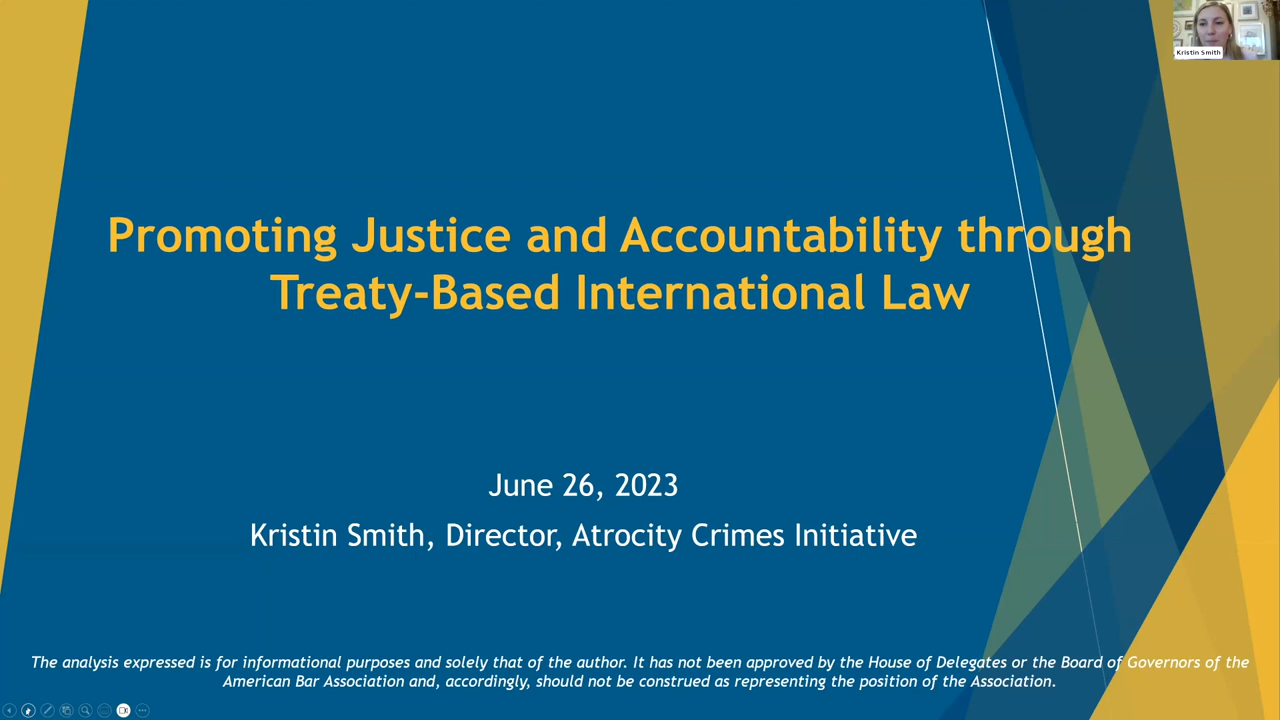 Kristin Smith
Promoting Justice and Accountability through
Treaty-Based International Law
June 26, 2023
Kristin Smith, Director, Atrocity Crimes Initiative
The analysis expressed is for informational purposes and solely that of the author. It has not been approved by the House of Delegates or the Board of Governors of the
American Bar Association and, accordingly, should not be construed as representing the position of the Association.